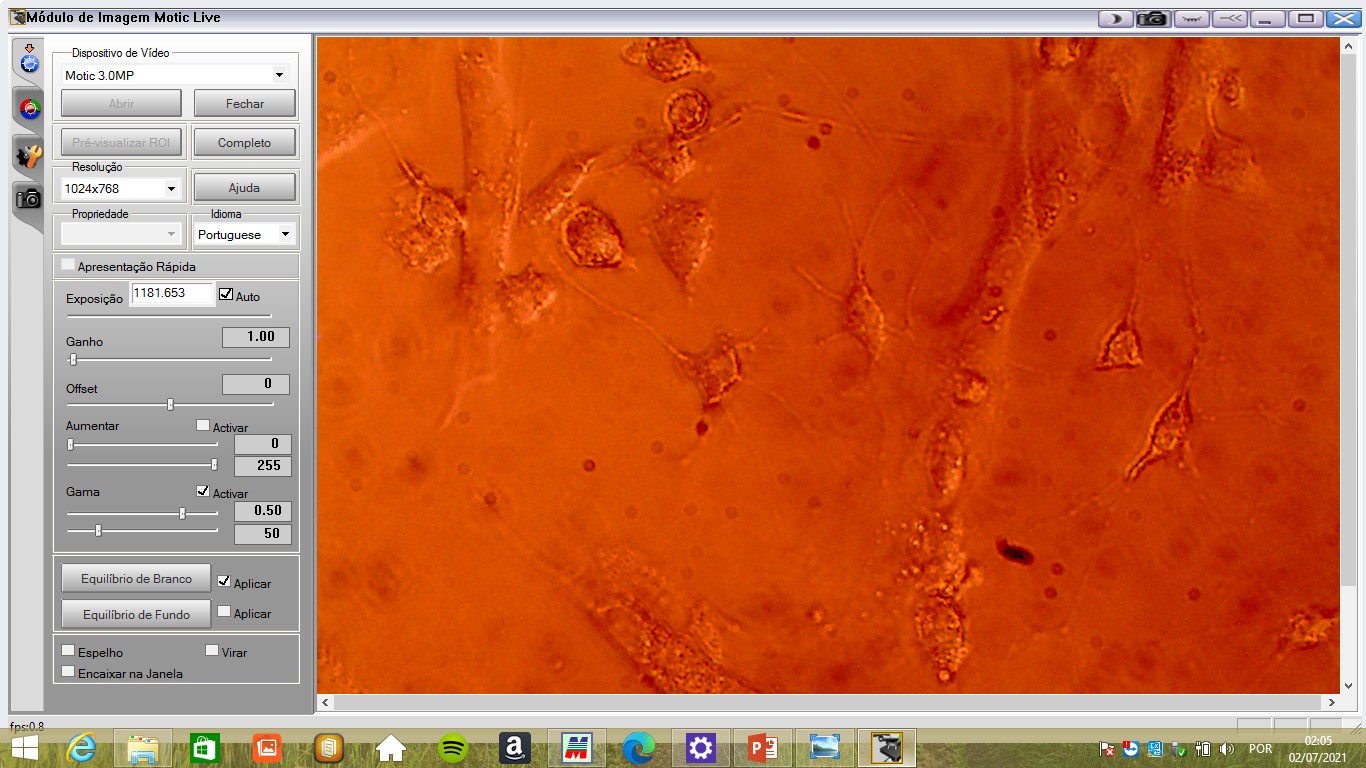 Módulo de Imagem Motic Live
Dispositivo de Vídeo
Motic 3.0MP
Abrir
Fechar
Pré-visualizar ROI
Completo
Resolução
1024x768
Ajuda
Propriedade
Idioma
Portuguese
Apresentação Rápida
Exposição
1181.653
Auto
Ganho
1.00
Offset
0
Aumentar
Activar
0
255
Gama
Activar
0.50
50
Equilíbrio de Branco
Aplicar
Equilíbrio de Fundo
Aplicar
Espelho
Virar
Encaixar na Janela
fps:0.8
POR
02:05
02/07/2021